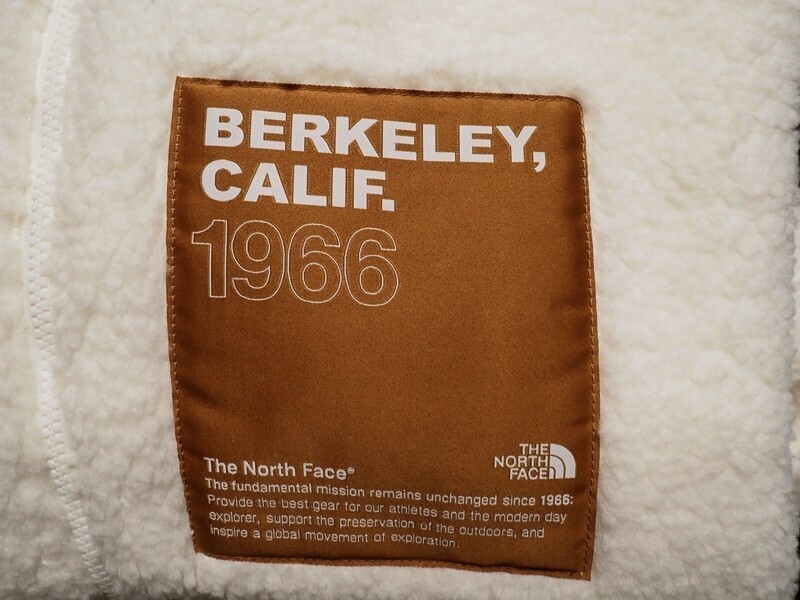 BERKELEY,
CALIF.
1966
THE
NORTH
FACE
The North Face®
The fundamental mission remains unchanged since 1966:
Provide the best gear for our athletes and the modern day
explorer, support the preservation of the outdoors, and
inspire a global movement of exploration.